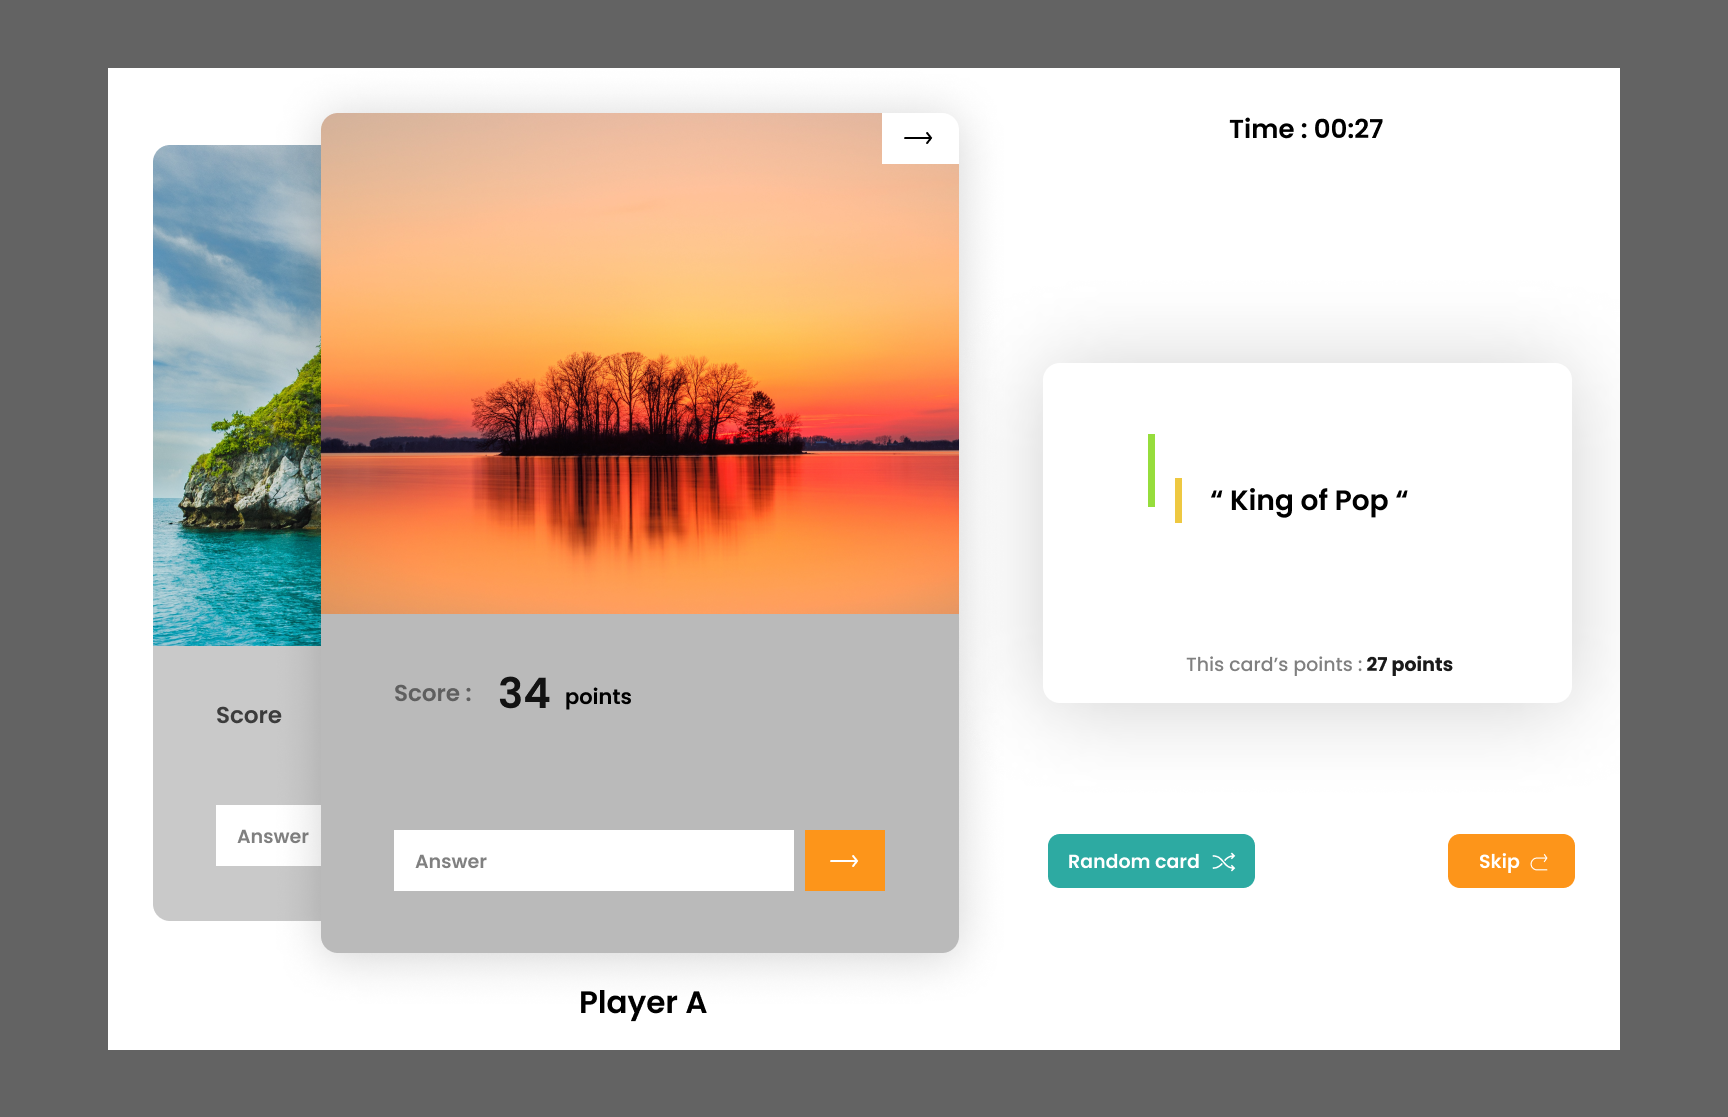 Time : 00:27
“ King of Pop “
This card’s points : 27 points
Score
Score : 34 points
Answer
Answer
Random card
Skip
Player A